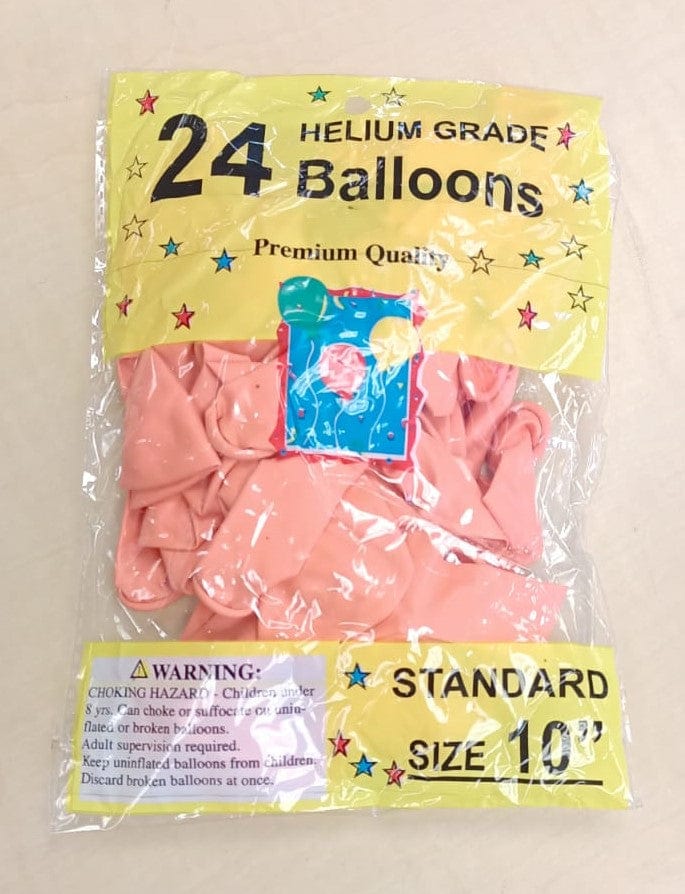 24 HELIUM GRADE
Balloons
Premium Quality
⚠ WARNING:
CHOKING HAZARD - Children under
8 yrs. Can choke or suffocate on unin-
flated or broken balloons.
Adult supervision required.
Keep uninflated balloons from children.
Discard broken balloons at once.
STANDARD
SIZE 10"